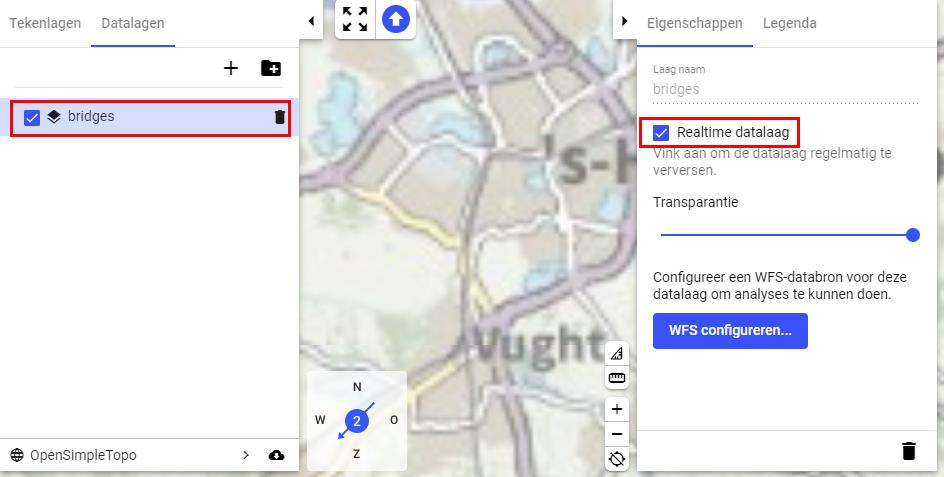 Tekenlagen
Datalagen
bridges
OpenSimpleTopo
's-H
Vught
N
W
2
O
Z
Eigenschappen
Legenda
Laag naam
bridges
Realtime datalaag
Vink aan om de datalaag regelmatig te
verversen.
Transparantie
Configureer een WFS-databron voor deze
datalaag om analyses te kunnen doen.
WFS configureren...